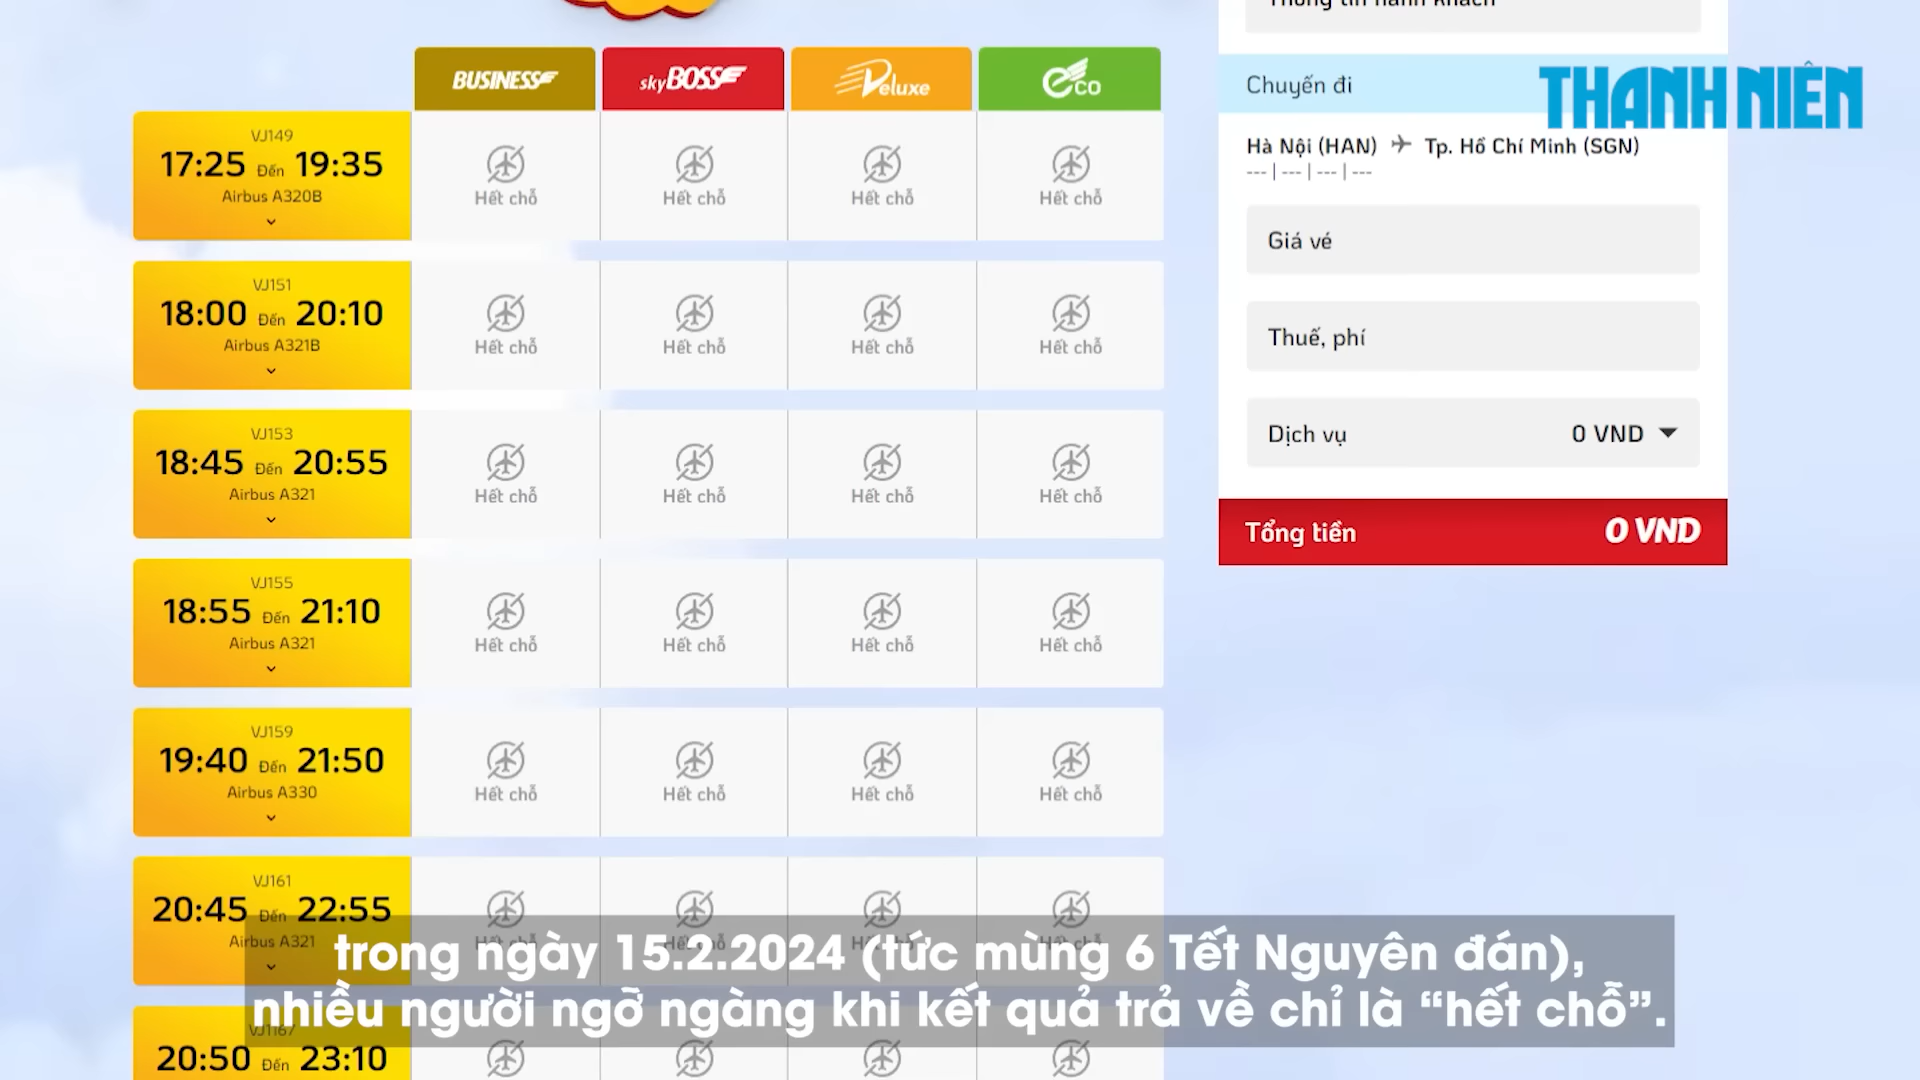 BUSINESS
skyBOSS
Deluxe
eco
VJ149
17:25 Đến 19:35
Airbus A320B
Hết chỗ
Hết chỗ
Hết chỗ
Hết chỗ
VJ151
18:00 Đến 20:10
Airbus A321B
Hết chỗ
Hết chỗ
Hết chỗ
Hết chỗ
VJ153
18:45 Đến 20:55
Airbus A321
Hết chỗ
Hết chỗ
Hết chỗ
Hết chỗ
VJ155
18:55 Đến 21:10
Airbus A321
Hết chỗ
Hết chỗ
Hết chỗ
Hết chỗ
VJ159
19:40 Đến 21:50
Airbus A330
Hết chỗ
Hết chỗ
Hết chỗ
Hết chỗ
VJ161
20:45 Đến 22:55
Airbus A321
VJ1167
20:50 Đến 23:10
Thông tin hành khách
Chuyến đi
THANH NIÊN
Hà Nội (HAN) Tp. Hồ Chí Minh (SGN)
--- | --- | --- | ---
Giá vé
Thuế, phí
Dịch vụ 0 VND
Tổng tiền 0 VND
trong ngày 15.2.2024 (tức mùng 6 Tết Nguyên đán),
nhiều người ngỡ ngàng khi kết quả trả về chỉ là “hết chỗ”.